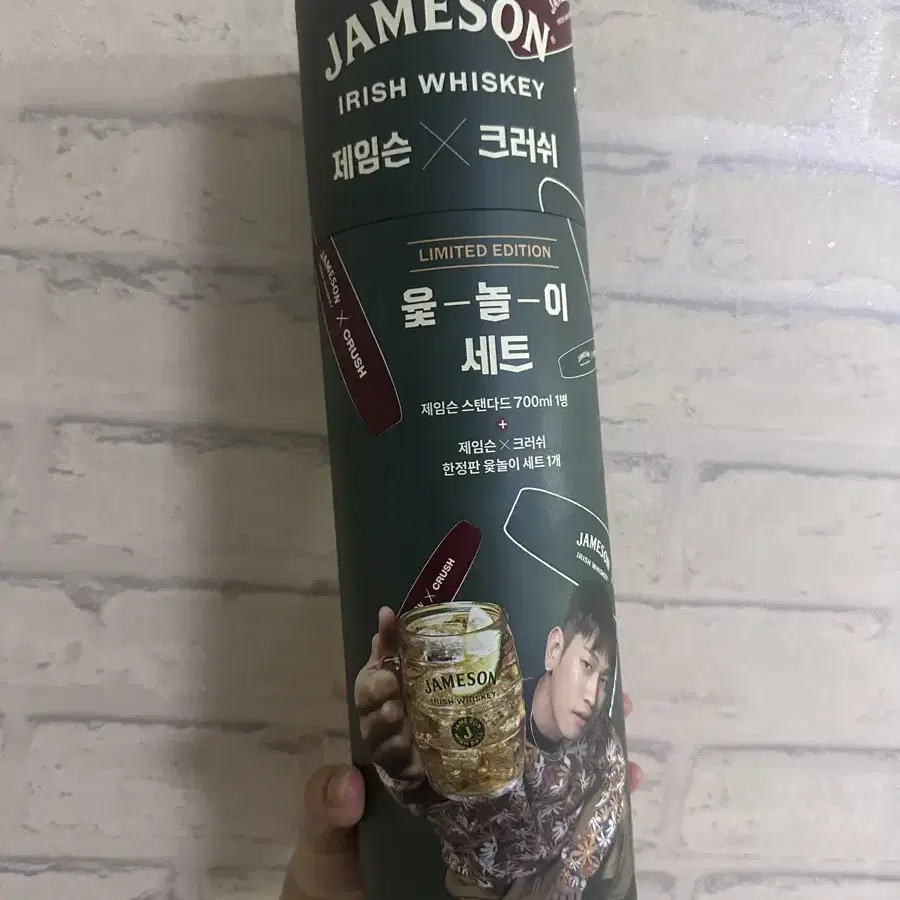 JAMESON
IRISH WHISKEY
제임슨 × 크러쉬
LIMITED EDITION
윷-놀-이
세트
제임슨 스탠다드 700ml 1병
+
제임슨 × 크러쉬
한정판 윷놀이 세트 1개
JAMESON × CRUSH
JAMESON
JAMESON
IRISH WHISKEY
× CRUSH
JAMESON
IRISH WHISKEY
JAMESON
J